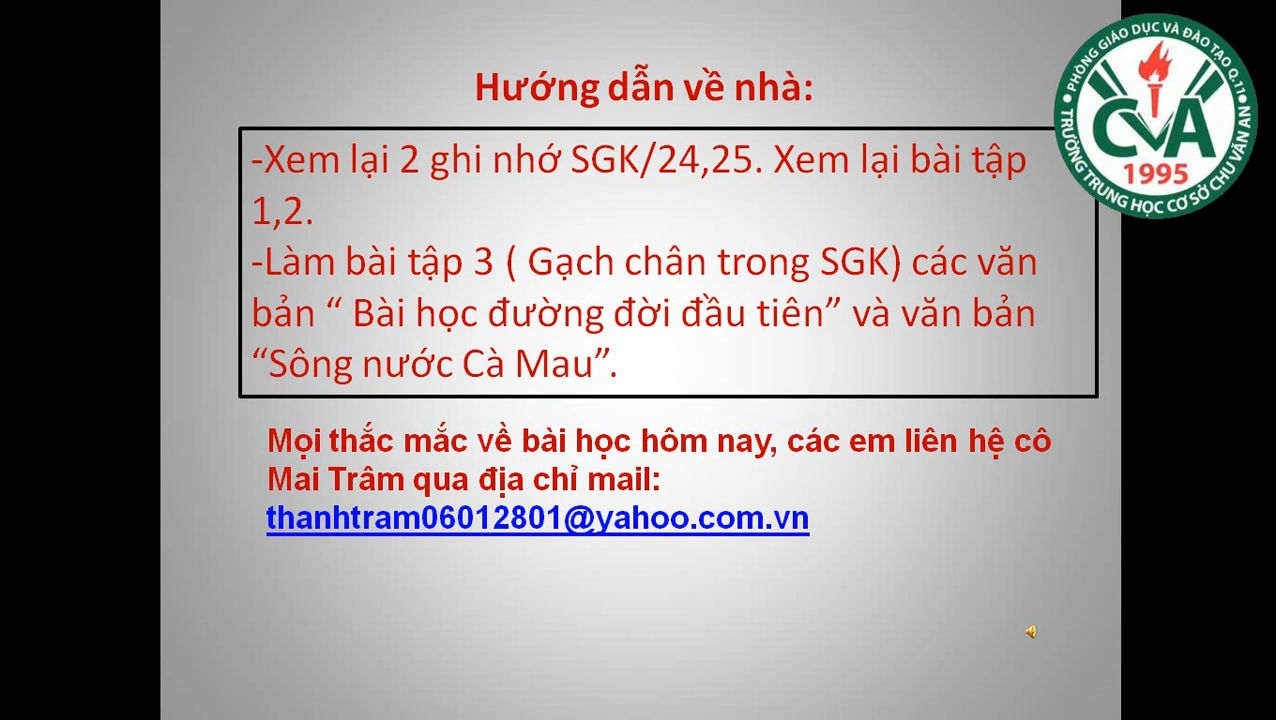 Hướng dẫn về nhà:
-Xem lại 2 ghi nhớ SGK/24,25. Xem lại bài tập
1,2.
-Làm bài tập 3 ( Gạch chân trong SGK) các văn
bản “ Bài học đường đời đầu tiên” và văn bản
“Sông nước Cà Mau”.
Mọi thắc mắc về bài học hôm nay, các em liên hệ cô
Mai Trâm qua địa chỉ mail:
thanhtram06012801@yahoo.com.vn
PHÒNG GIÁO DỤC VÀ ĐÀO TẠO Q.11
CVA
1995
TRƯỜNG TRUNG HỌC CƠ SỞ CHU VĂN AN